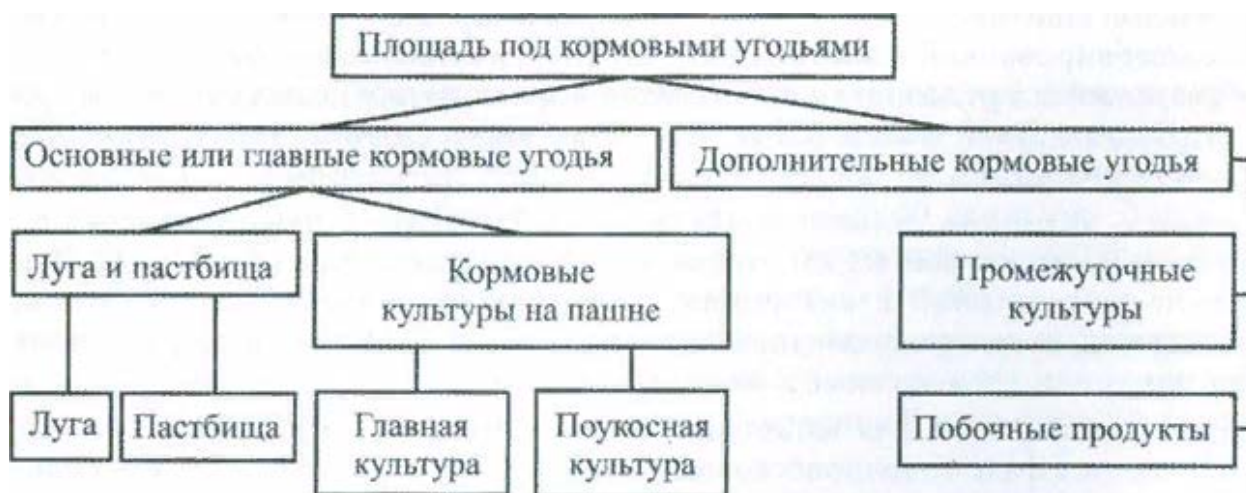 Площадь под кормовыми угодьями
Основные или главные кормовые угодья
Дополнительные кормовые угодья
Луга и пастбища
Кормовые
культуры на пашне
Промежуточные
культуры
Луга
Пастбища
Главная
культура
Поукосная
культура
Побочные продукты